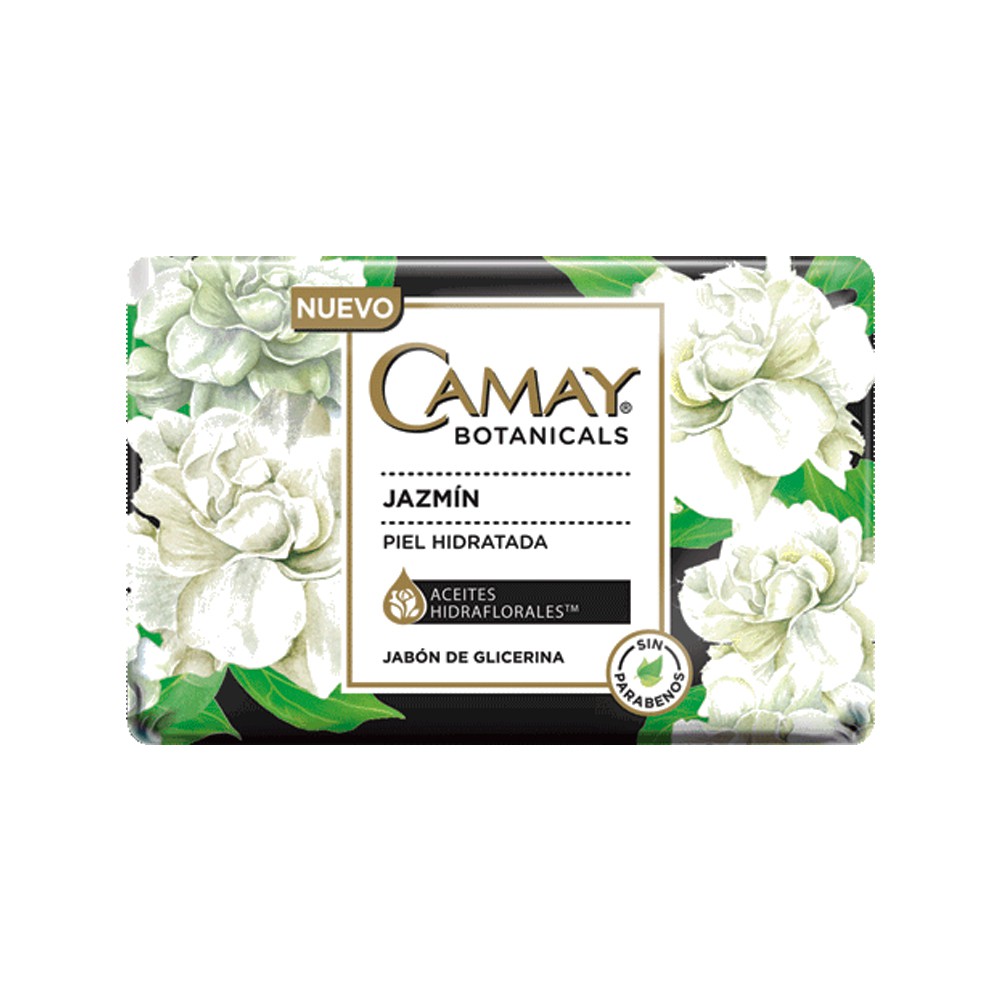 NUEVO
CAMAY®
BOTANICALS
JAZMÍN
PIEL HIDRATADA
ACEITES
HIDRAFLORALES™
JABÓN DE GLICERINA
SIN
PARABENOS